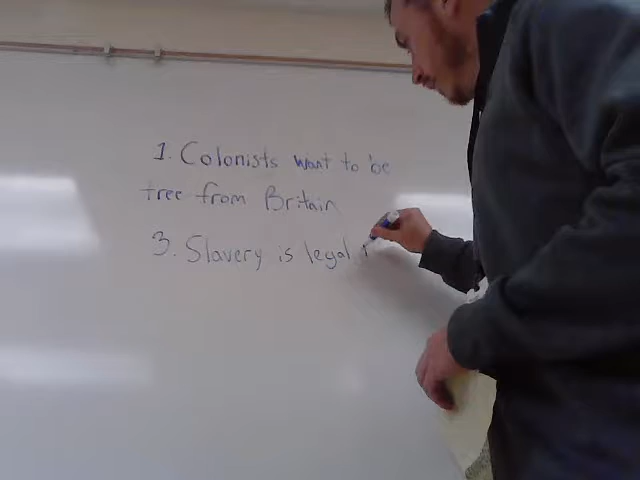 1. Colonists want to be
free from Britain
3. Slavery is legal